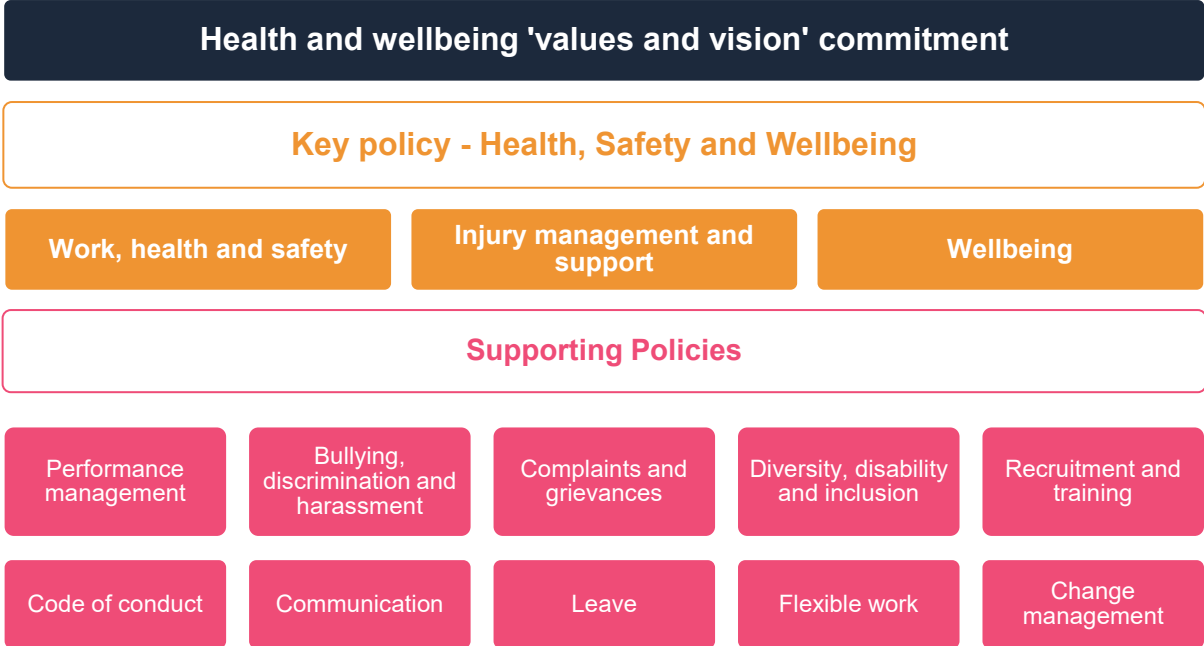 Health and wellbeing 'values and vision' commitment
Key policy - Health, Safety and Wellbeing
Work, health and safety
Injury management and
support
Wellbeing
Supporting Policies
Performance
management
Bullying,
discrimination and
harassment
Complaints and
grievances
Diversity, disability
and inclusion
Recruitment and
training
Code of conduct
Communication
Leave
Flexible work
Change
management